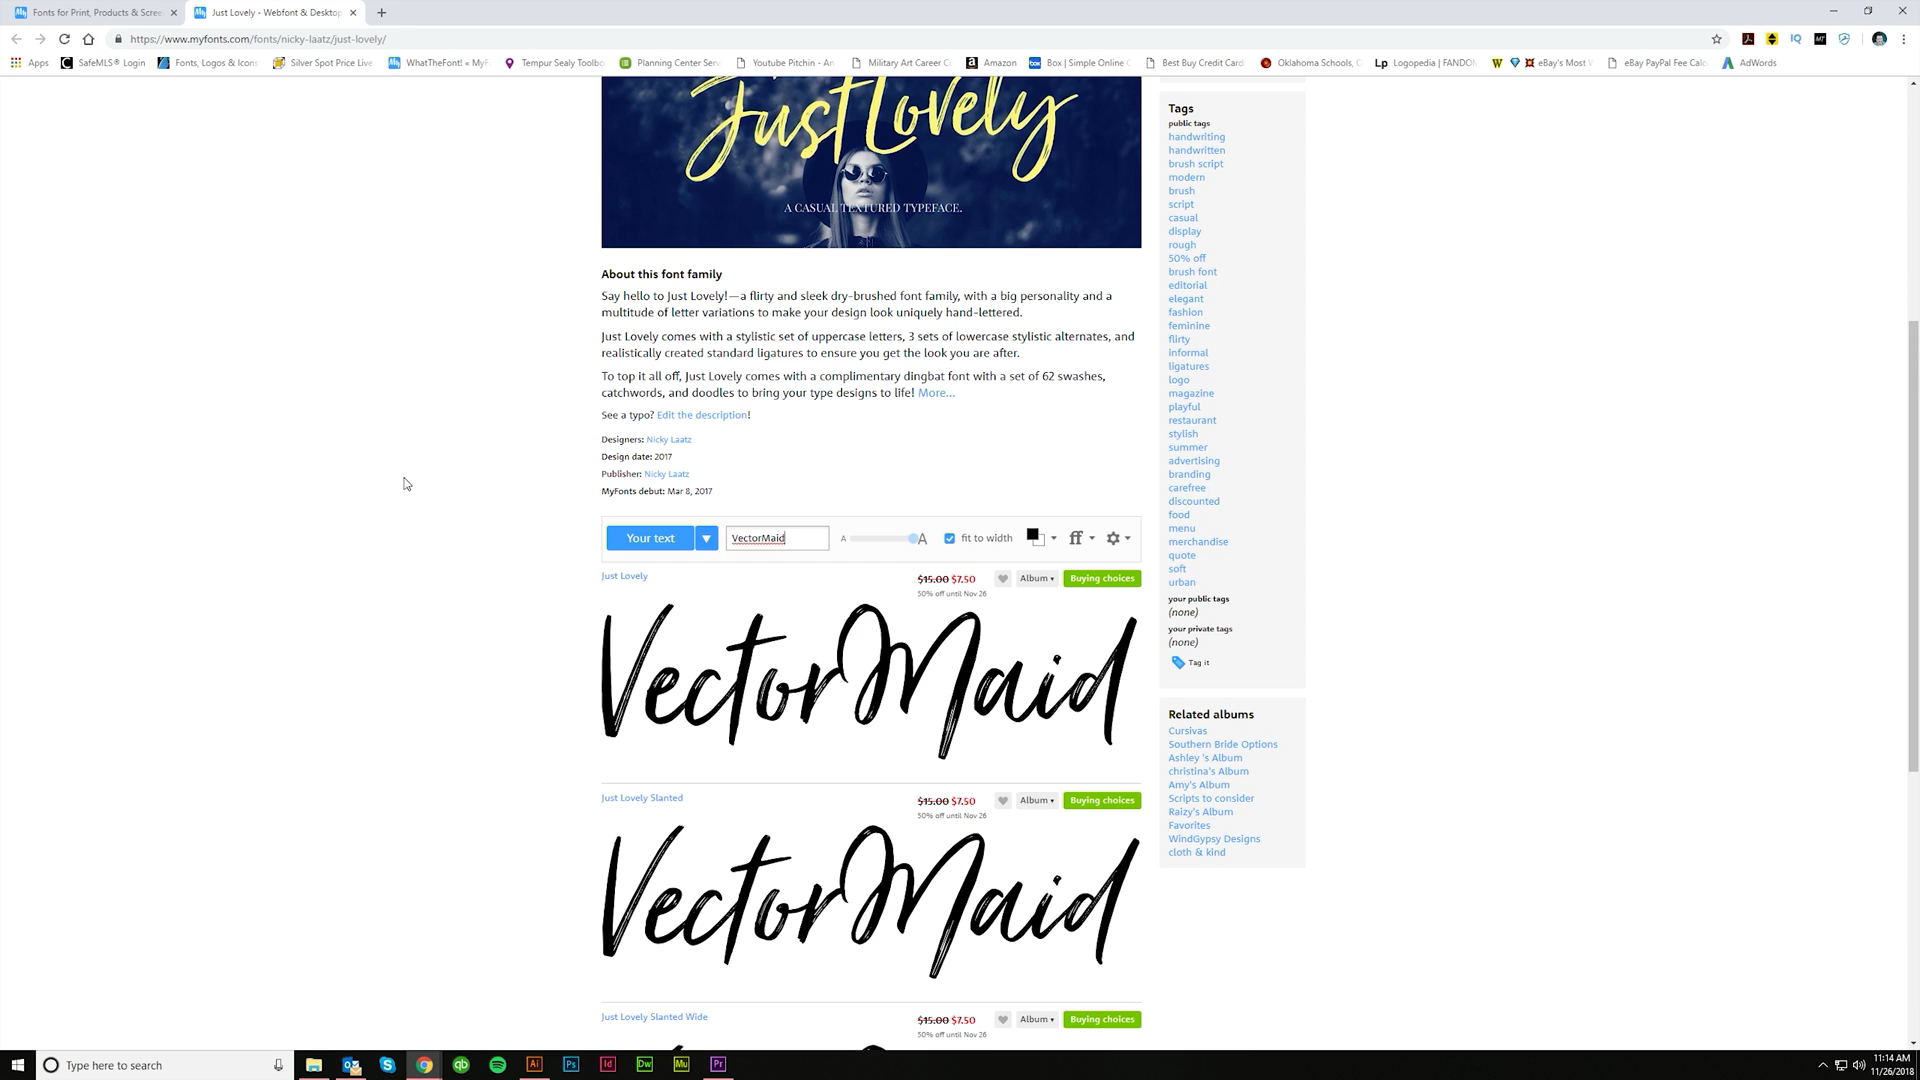 Fonts for Print, Products & Scree
Just Lovely - Webfont & Desktop
https://www.myfonts.com/fonts/nicky-laatz/just-lovely/
Apps
SafeMLS® Login
Fonts, Logos & Icons
Silver Spot Price Live
WhatTheFont! « MyF
Tempur Sealy Toolbo
Planning Center Serv
Youtube Pitchin - An
Military Art Career C
Amazon
Box | Simple Online C
Best Buy Credit Card
Oklahoma Schools, C
Logopedia | FANDOM
eBay's Most W
eBay PayPal Fee Calc
AdWords
Just Lovely
A CASUAL TEXTURED TYPEFACE.
About this font family
Say hello to Just Lovely!—a flirty and sleek dry-brushed font family, with a big personality and a
multitude of letter variations to make your design look uniquely hand-lettered.
Just Lovely comes with a stylistic set of uppercase letters, 3 sets of lowercase stylistic alternates, and
realistically created standard ligatures to ensure you get the look you are after.
To top it all off, Just Lovely comes with a complimentary dingbat font with a set of 62 swashes,
catchwords, and doodles to bring your type designs to life! More...
See a typo? Edit the description!
Designers: Nicky Laatz
Design date: 2017
Publisher: Nicky Laatz
MyFonts debut: Mar 8, 2017
Your text
VectorMaid
A A
fit to width
ff
Just Lovely
$15.00 $7.50
50% off until Nov 26
Album
Buying choices
VectorMaid
Just Lovely Slanted
$15.00 $7.50
50% off until Nov 26
Album
Buying choices
VectorMaid
Just Lovely Slanted Wide
$15.00 $7.50
50% off until Nov 26
Album
Buying choices
Tags
public tags
handwriting
handwritten
brush script
modern
brush
script
casual
display
rough
50% off
brush font
editorial
elegant
fashion
feminine
flirty
informal
ligatures
logo
magazine
playful
restaurant
stylish
summer
advertising
branding
carefree
discounted
food
menu
merchandise
quote
soft
urban
your public tags
(none)
your private tags
(none)
Tag it
Related albums
Cursivas
Southern Bride Options
Ashley 's Album
christina's Album
Amy's Album
Scripts to consider
Raizy's Album
Favorites
WindGypsy Designs
cloth & kind
Type here to search
11:14 AM
11/26/2018